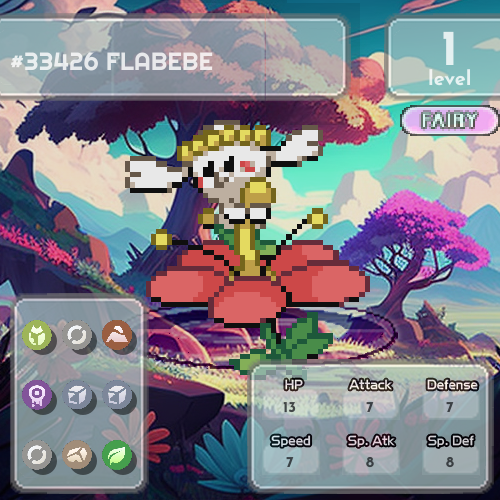 #33426 FLABEBE
1
level
FAIRY
HP Attack Defense
13 7 7
Speed Sp. Atk Sp. Def
7 8 8